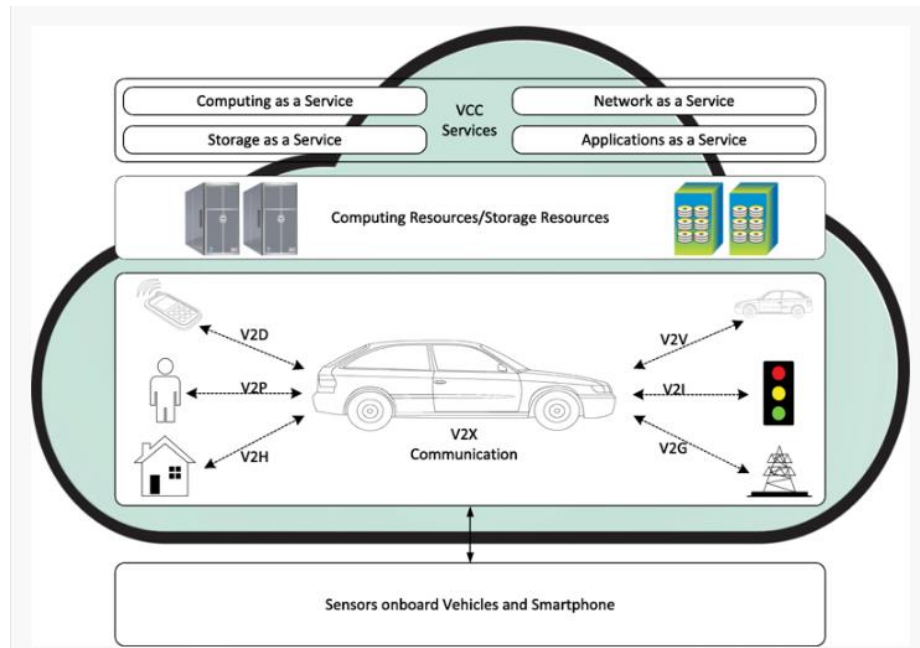 Computing as a Service
Network as a Service
VCC
Services
Storage as a Service
Applications as a Service
Computing Resources/Storage Resources
V2D
V2V
V2P
V2I
V2H
V2G
V2X
Communication
Sensors onboard Vehicles and Smartphone